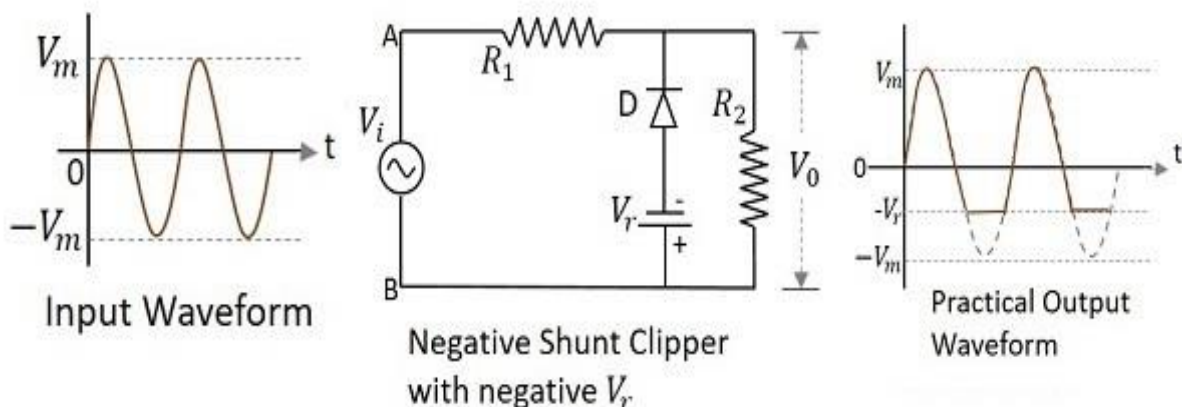 V_m
0
t
−V_m
Input Waveform
A
R_1
V_i
D
R_2
V_r
-
+
V_0
B
Negative Shunt Clipper
with negative V_r
V_m
0
t
-V_r
−V_m
Practical Output
Waveform